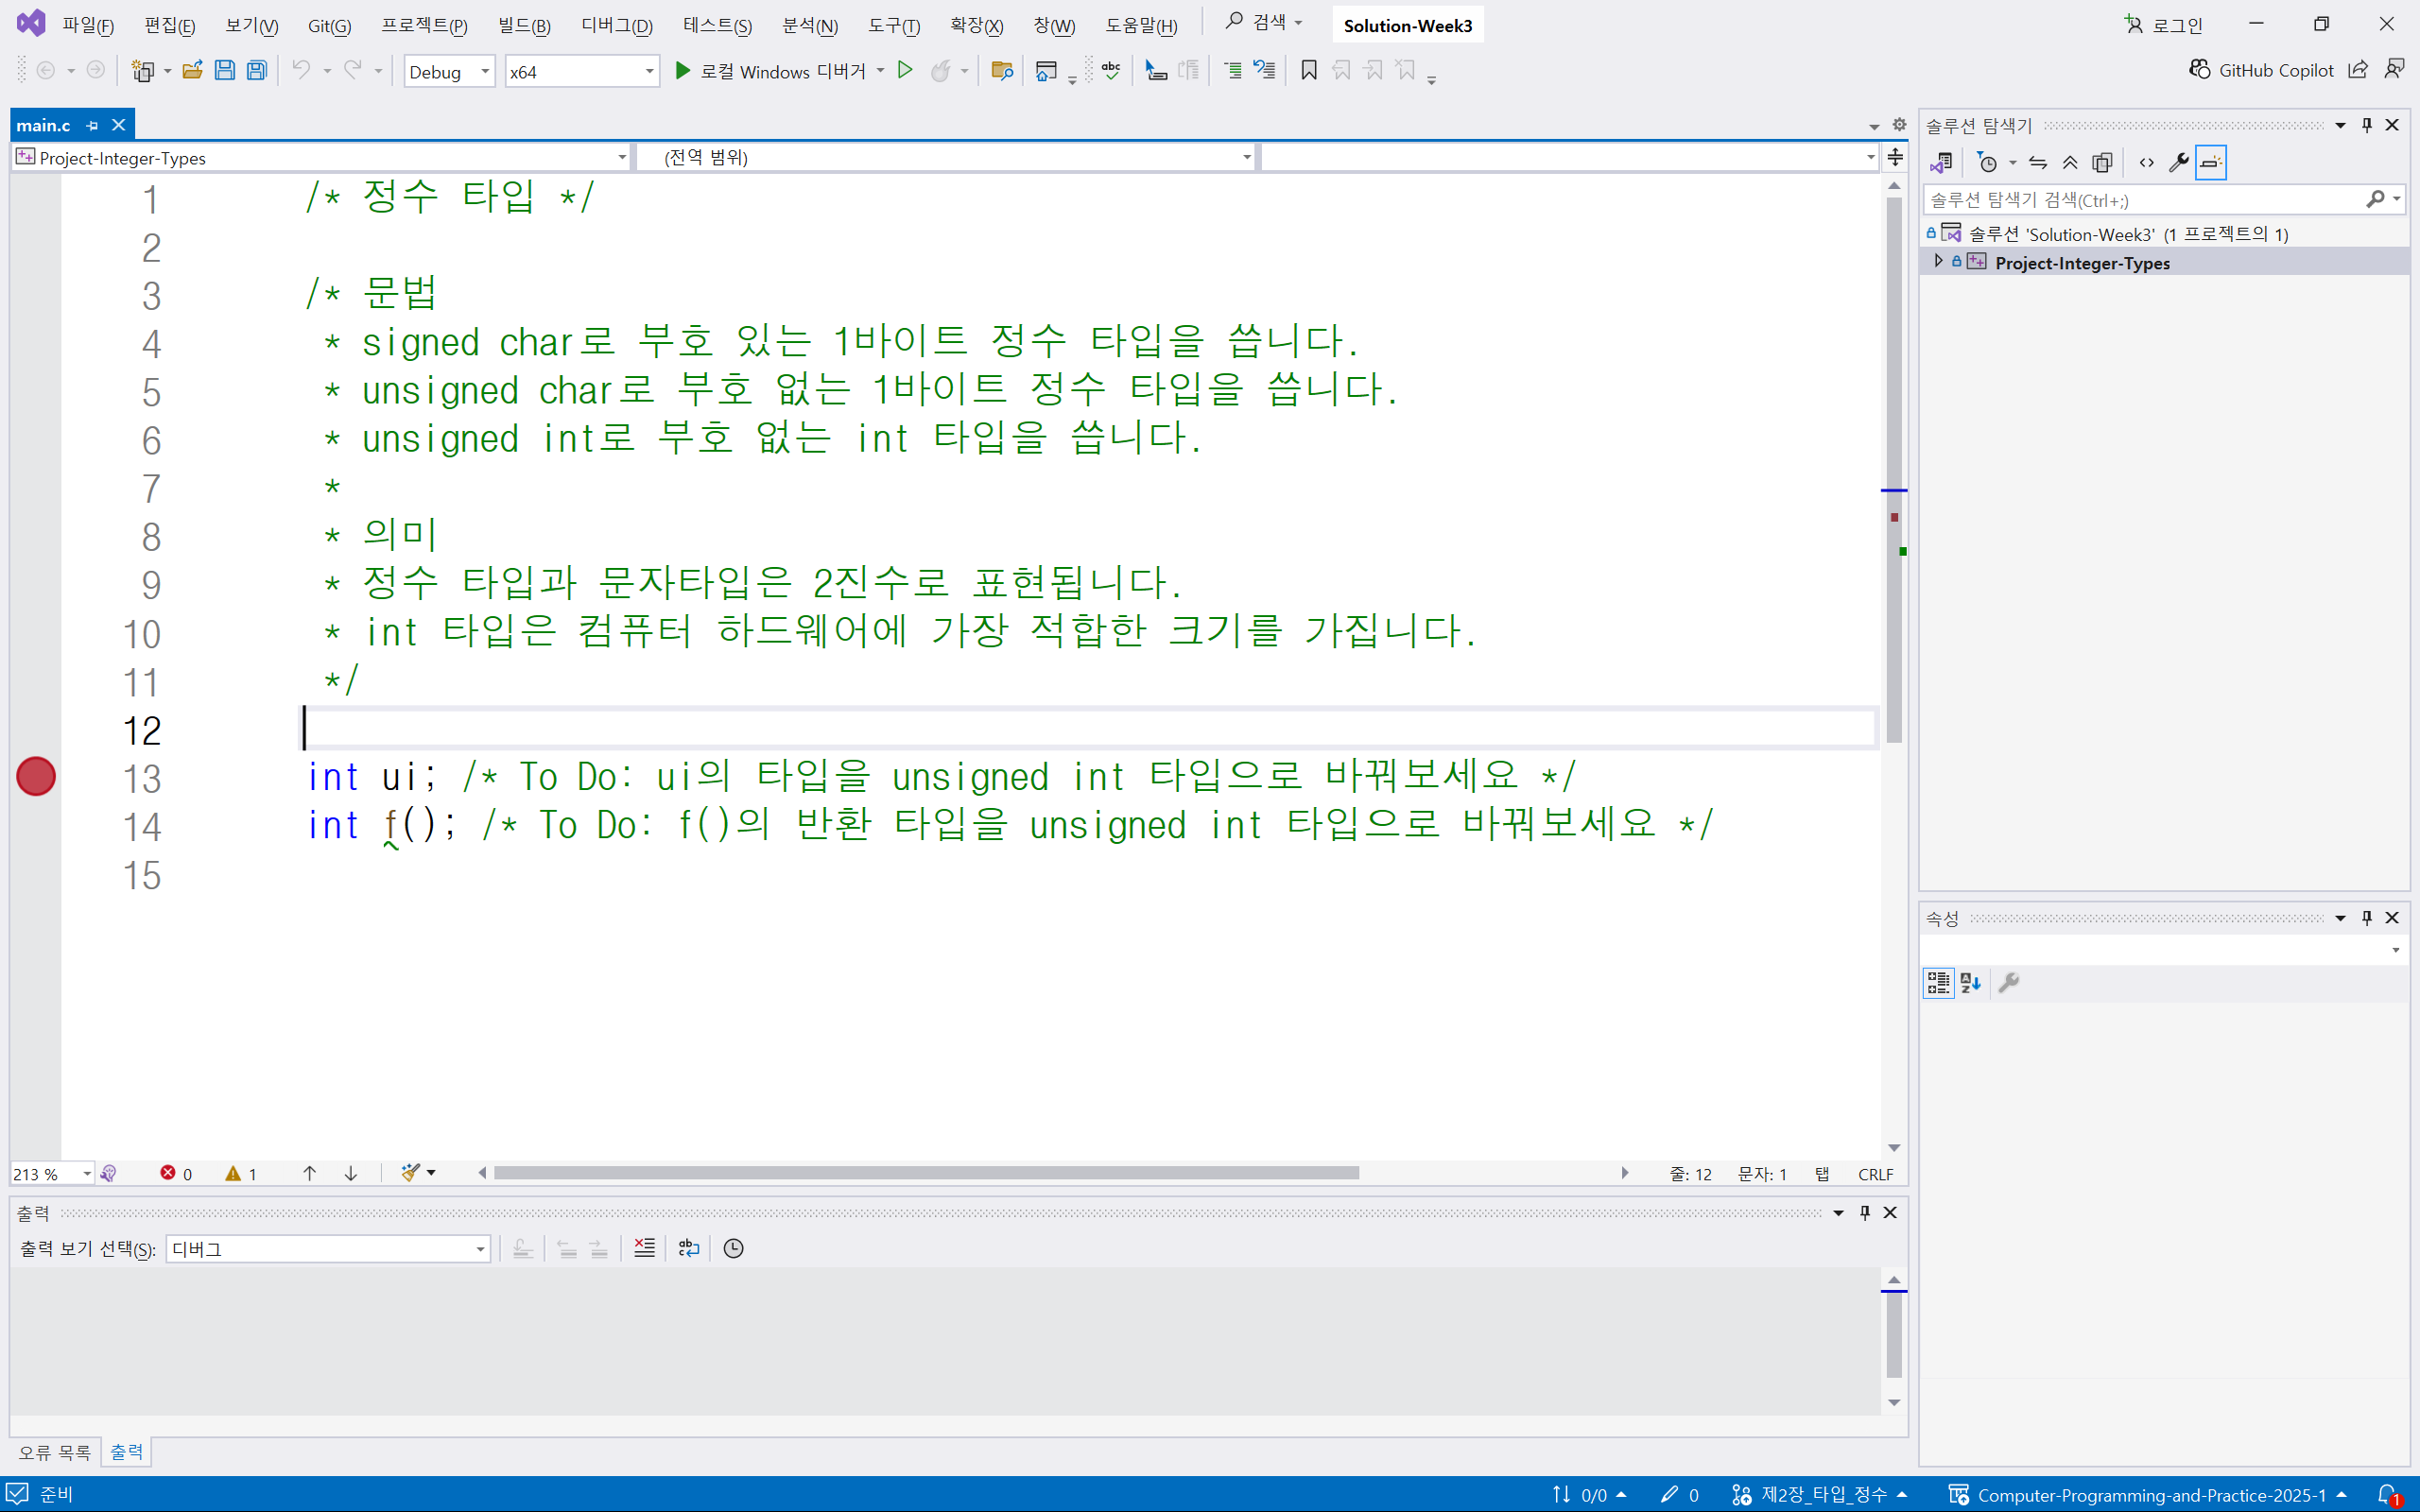 파일(F) 편집(E) 보기(V) Git(G) 프로젝트(P) 빌드(B) 디버그(D) 테스트(S) 분석(N) 도구(T) 확장(X) 창(W) 도움말(H) 검색 Solution-Week3 로그인
Debug x64 로컬 Windows 디버거 GitHub Copilot
main.c
Project-Integer-Types (전역 범위)
1 /* 정수 타입 */
2
3 /* 문법
4 * signed char로 부호 있는 1바이트 정수 타입을 씁니다.
5 * unsigned char로 부호 없는 1바이트 정수 타입을 씁니다.
6 * unsigned int로 부호 없는 int 타입을 씁니다.
7 *
8 * 의미
9 * 정수 타입과 문자타입은 2진수로 표현됩니다.
10 * int 타입은 컴퓨터 하드웨어에 가장 적합한 크기를 가집니다.
11 */
12
13 int ui; /* To Do: ui의 타입을 unsigned int 타입으로 바꿔보세요 */
14 int f(); /* To Do: f()의 반환 타입을 unsigned int 타입으로 바꿔보세요 */
15
213 % 0 1 줄: 12 문자: 1 탭 CRLF
출력
출력 보기 선택(S): 디버그
오류 목록 출력
솔루션 탐색기
솔루션 탐색기 검색(Ctrl+;)
솔루션 'Solution-Week3' (1 프로젝트의 1)
Project-Integer-Types
속성
준비 0/0 0 제2장_타입_정수 Computer-Programming-and-Practice-2025-1 1